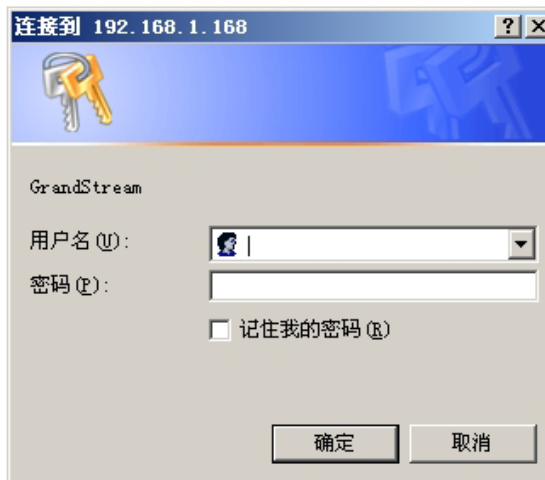 连接到 192.168.1.168
GrandStream
用户名(U):
密码(P):
记住我的密码(R)
确定
取消